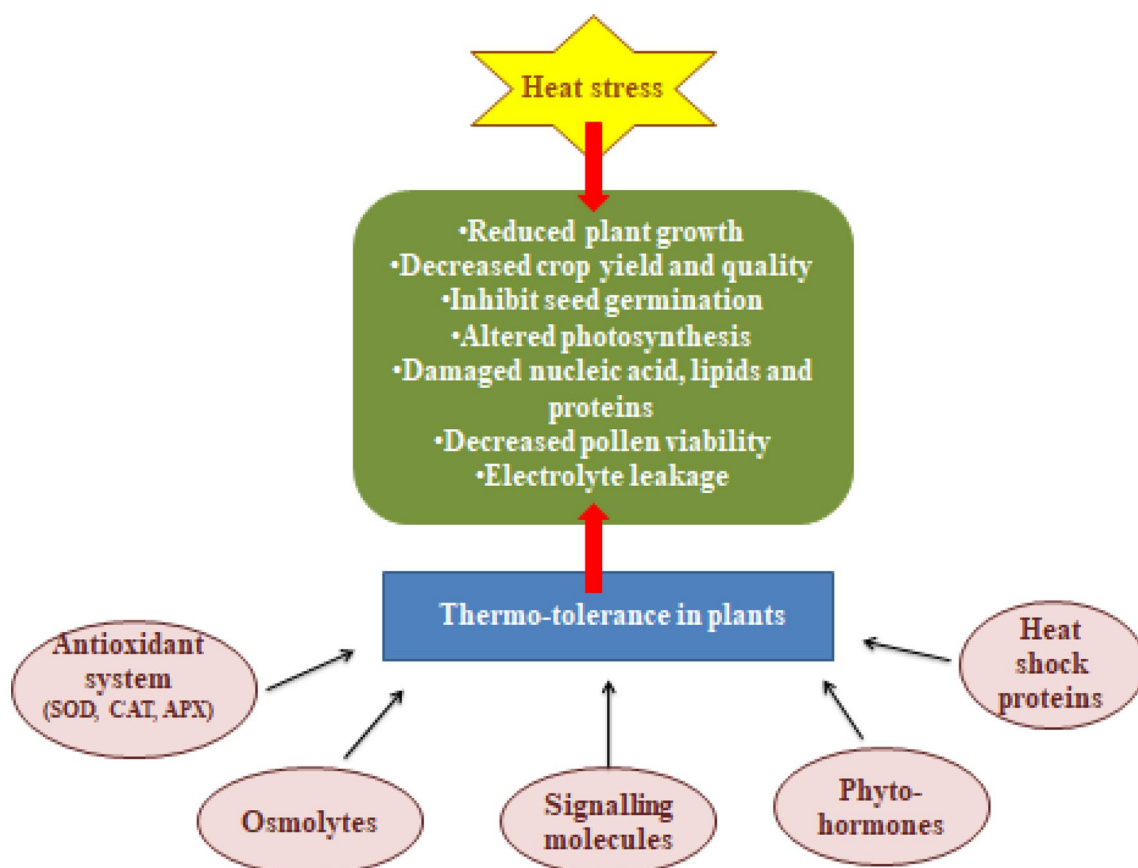 Heat stress
•Reduced plant growth
•Decreased crop yield and quality
•Inhibit seed germination
•Altered photosynthesis
•Damaged nucleic acid, lipids and
proteins
•Decreased pollen viability
•Electrolyte leakage
Thermo-tolerance in plants
Antioxidant
system
(SOD, CAT, APX)
Osmolytes
Signalling
molecules
Phyto-
hormones
Heat
shock
proteins